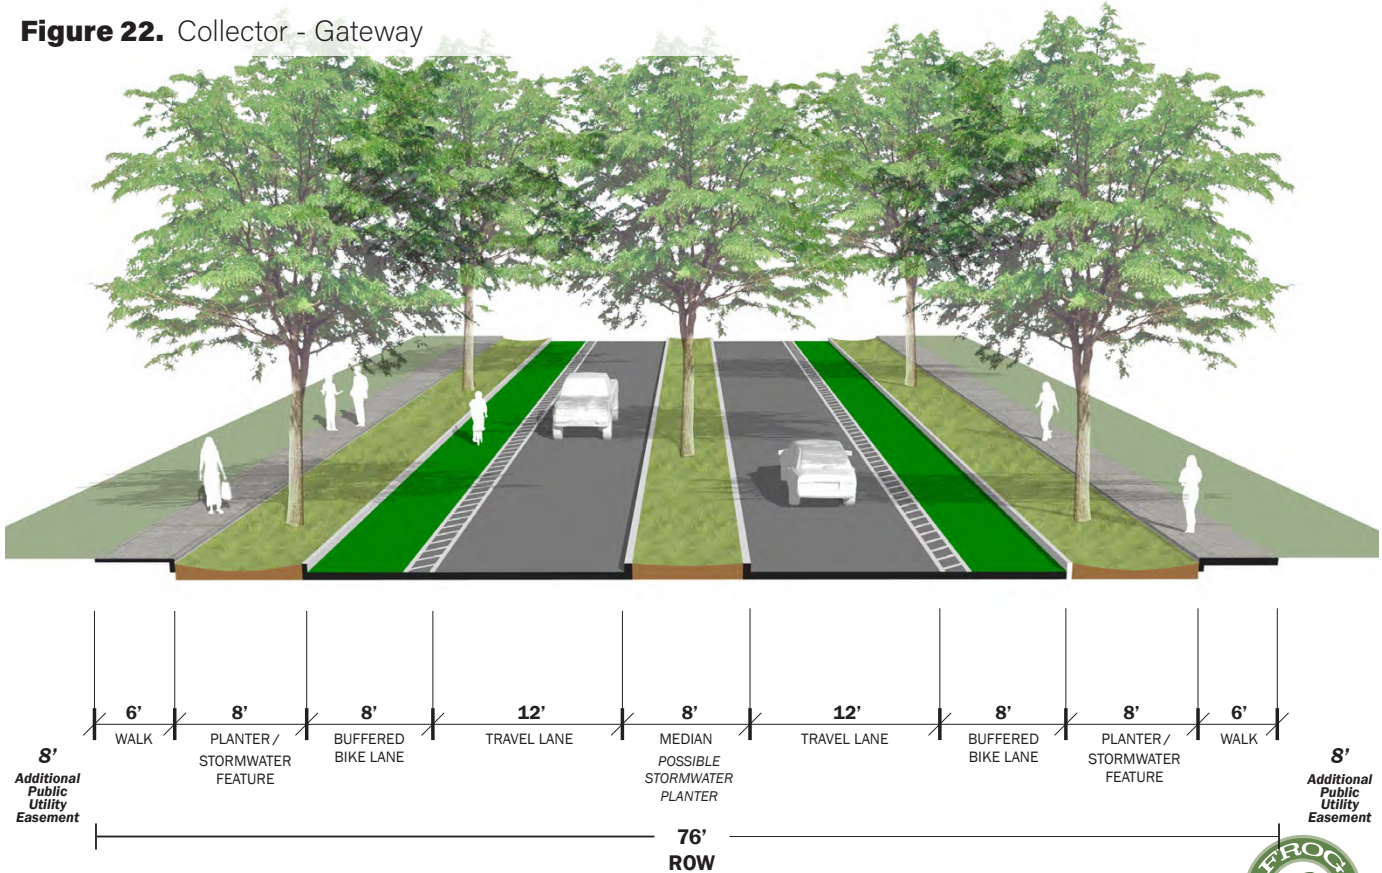 Figure 22. Collector - Gateway
6’ 8’ 8’ 12’ 8’ 12’ 8’ 8’ 6’
WALK
PLANTER /
STORMWATER
FEATURE
BUFFERED
BIKE LANE
TRAVEL LANE
MEDIAN
POSSIBLE
STORMWATER
PLANTER
TRAVEL LANE
BUFFERED
BIKE LANE
PLANTER /
STORMWATER
FEATURE
WALK
8’
Additional
Public
Utility
Easement
8’
Additional
Public
Utility
Easement
76’
ROW
FROG